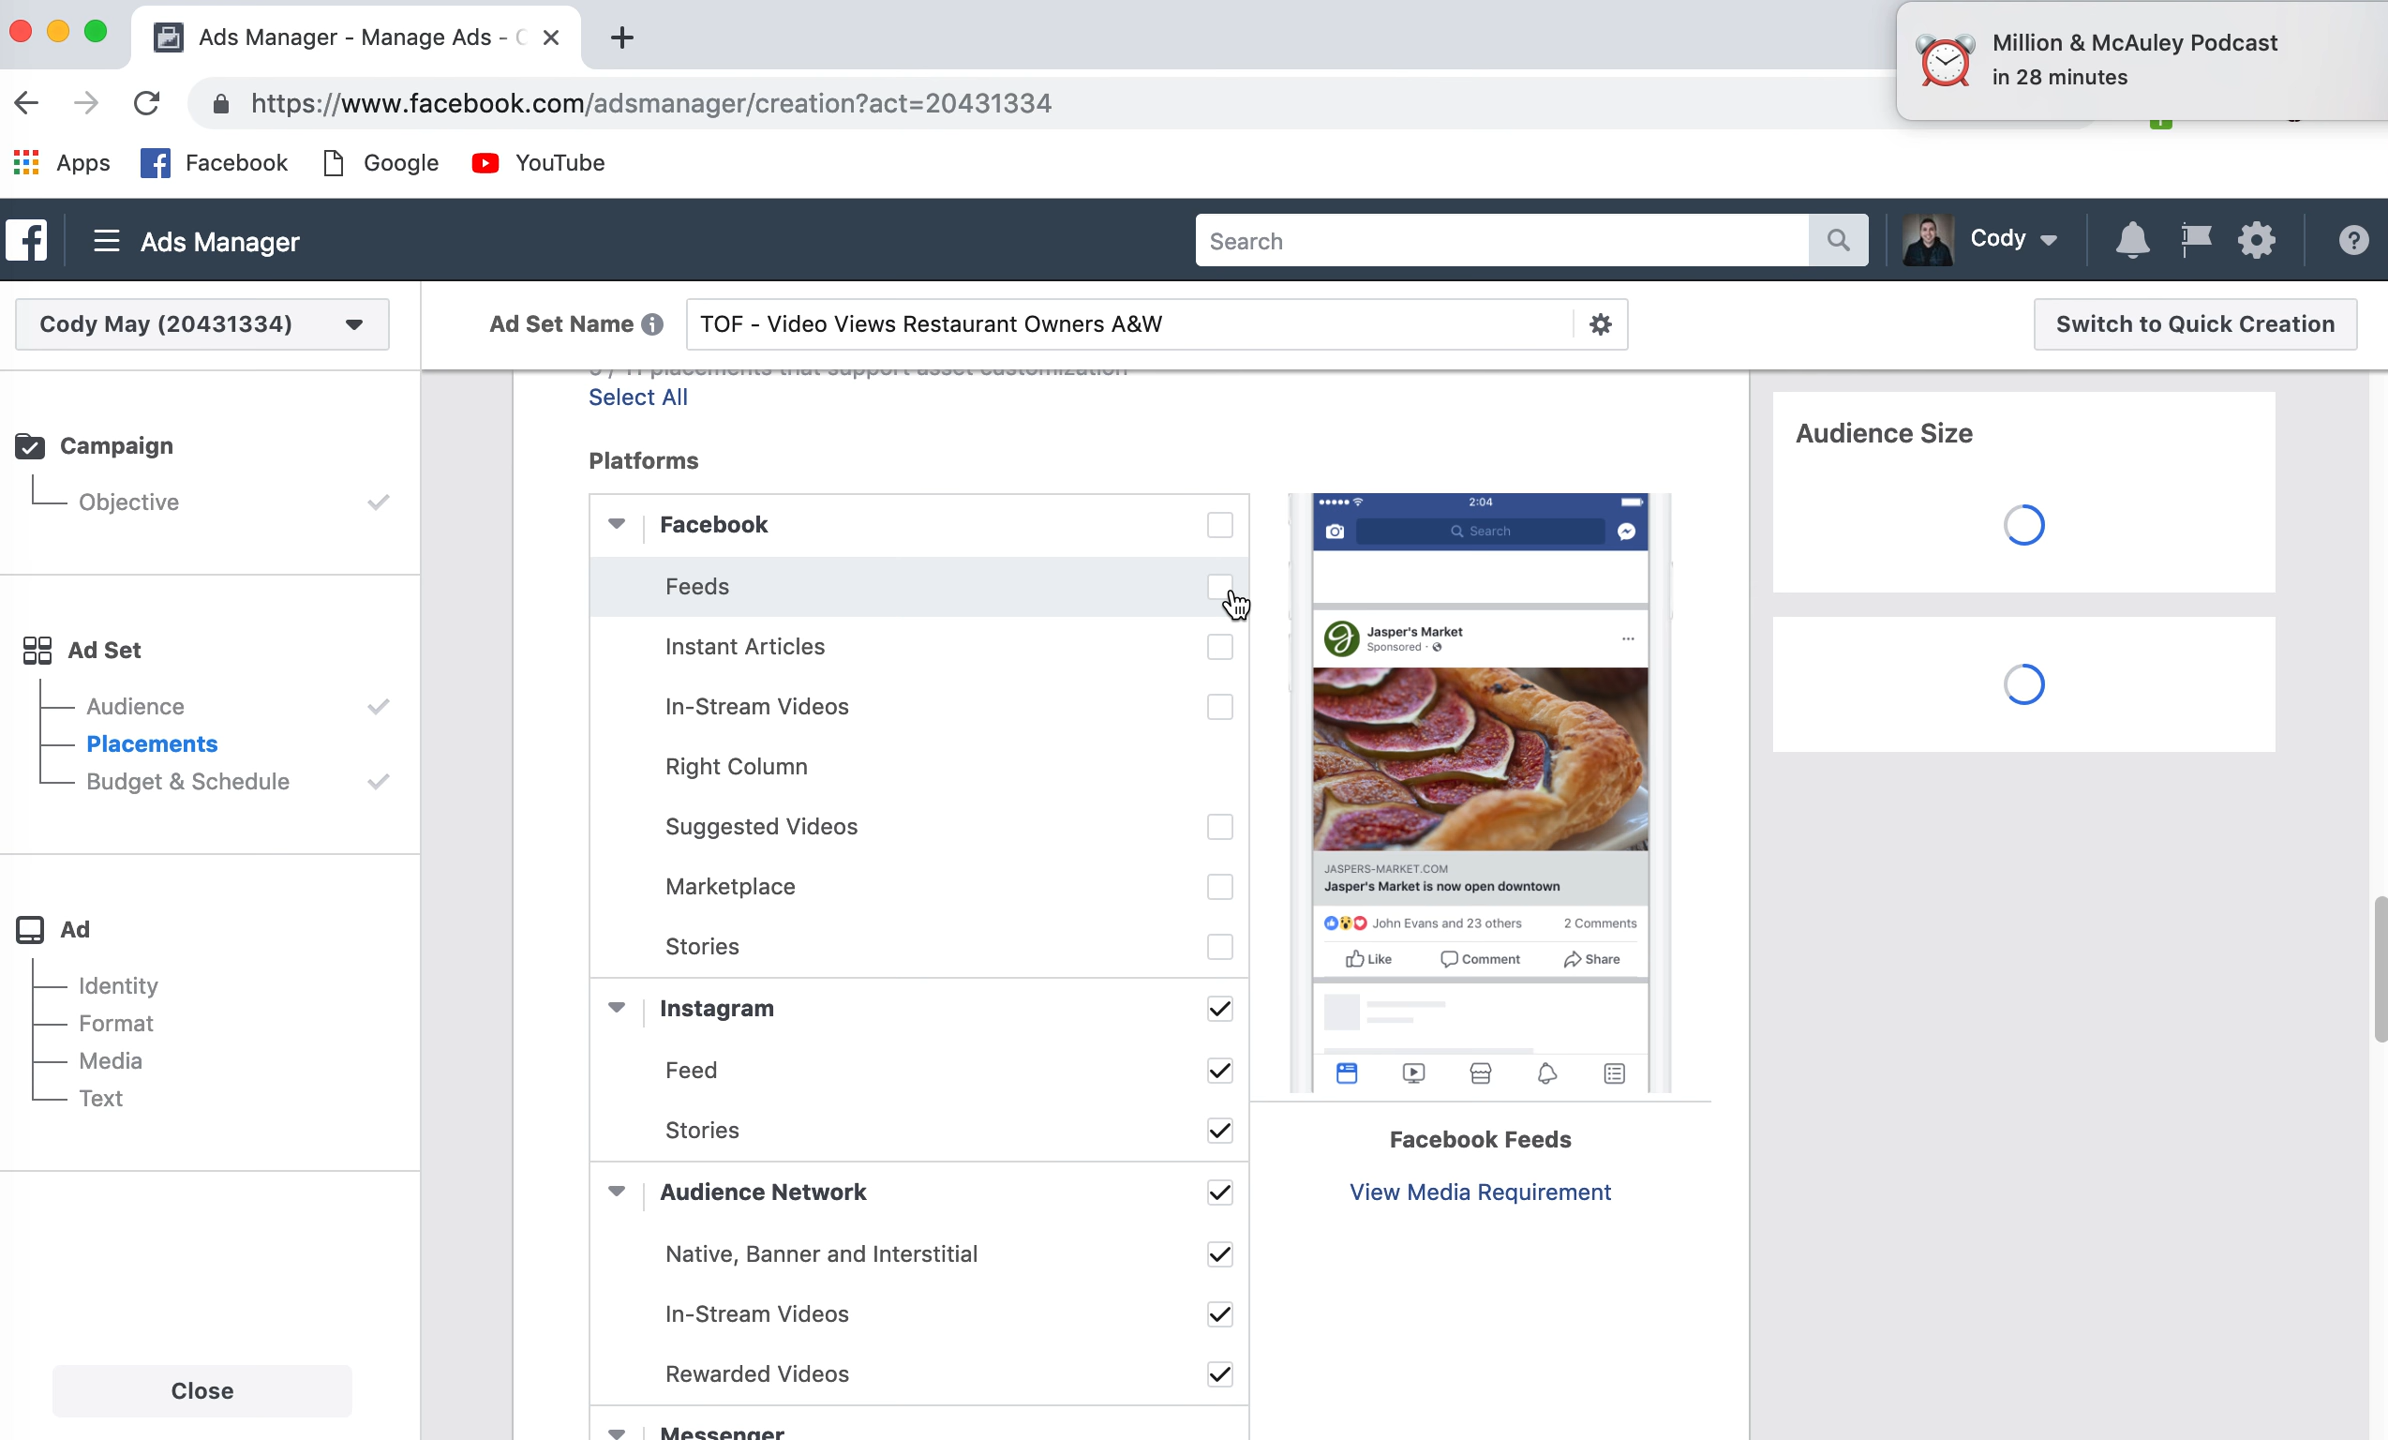 Ads Manager - Manage Ads -
Million & McAuley Podcast
in 28 minutes
https://www.facebook.com/adsmanager/creation?act=20431334
Apps
Facebook
Google
YouTube
Ads Manager
Search
Cody
Cody May (20431334)
Ad Set Name
TOF - Video Views Restaurant Owners A&W
Switch to Quick Creation
placements that support asset customization
Select All
Platforms
Campaign
Objective
Ad Set
Audience
Placements
Budget & Schedule
Ad
Identity
Format
Media
Text
Close
Facebook
Feeds
Instant Articles
In-Stream Videos
Right Column
Suggested Videos
Marketplace
Stories
Instagram
Feed
Stories
Audience Network
Native, Banner and Interstitial
In-Stream Videos
Rewarded Videos
Messenger
2:04
Search
Jasper's Market
Sponsored ·
JASPERS-MARKET.COM
Jasper's Market is now open downtown
John Evans and 23 others
2 Comments
Like
Comment
Share
Facebook Feeds
View Media Requirement
Audience Size